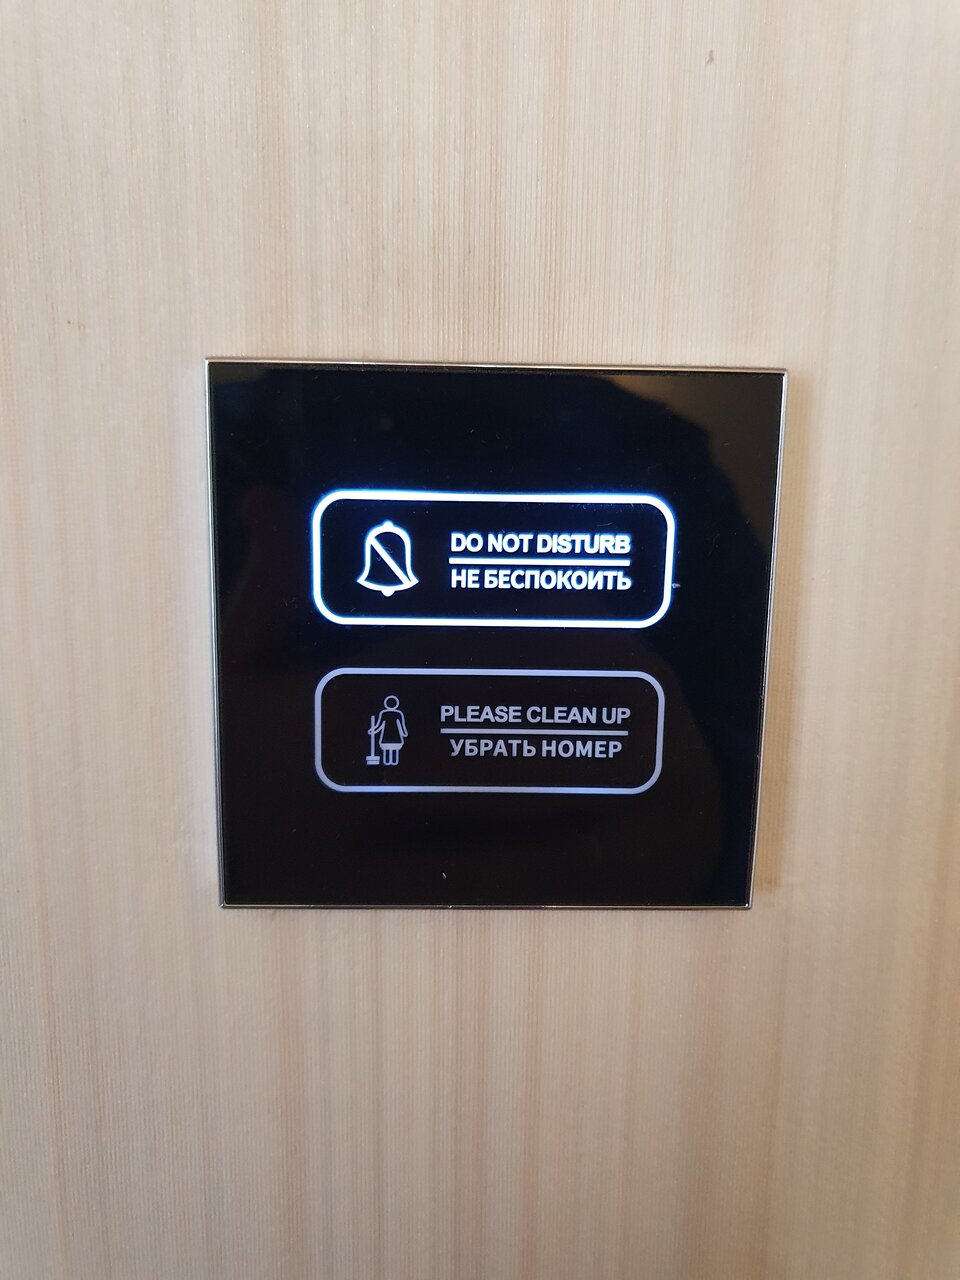 DO NOT DISTURB
НЕ БЕСПОКОИТЬ
PLEASE CLEAN UP
УБРАТЬ НОМЕР